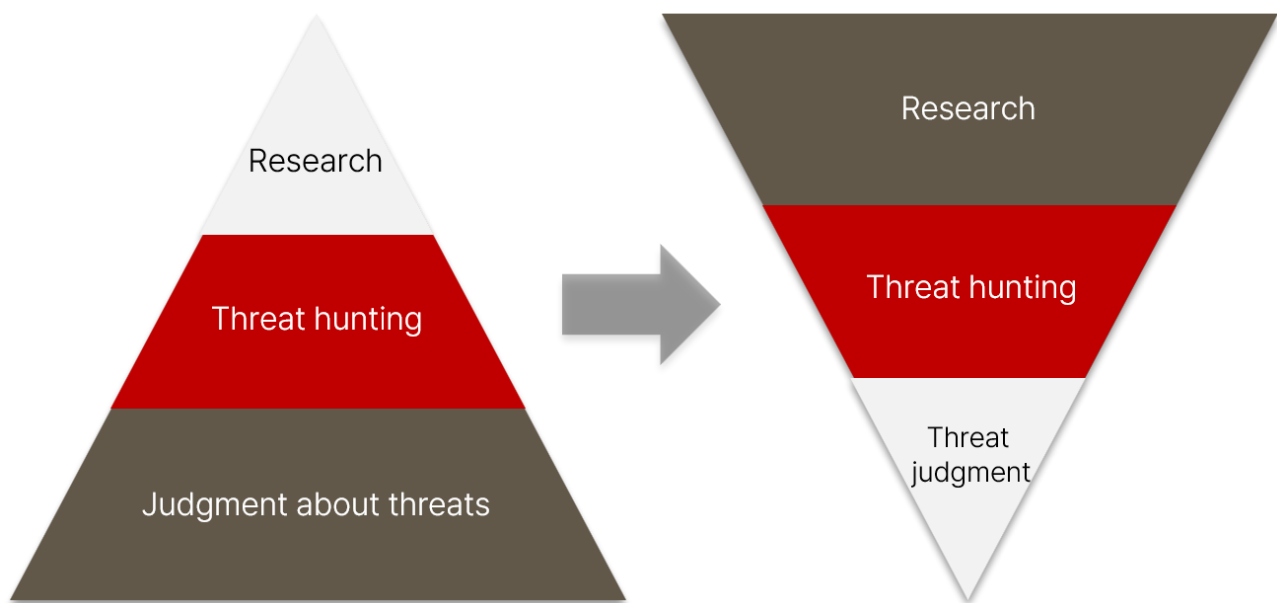 Research
Threat hunting
Judgment about threats
Research
Threat hunting
Threat
judgment